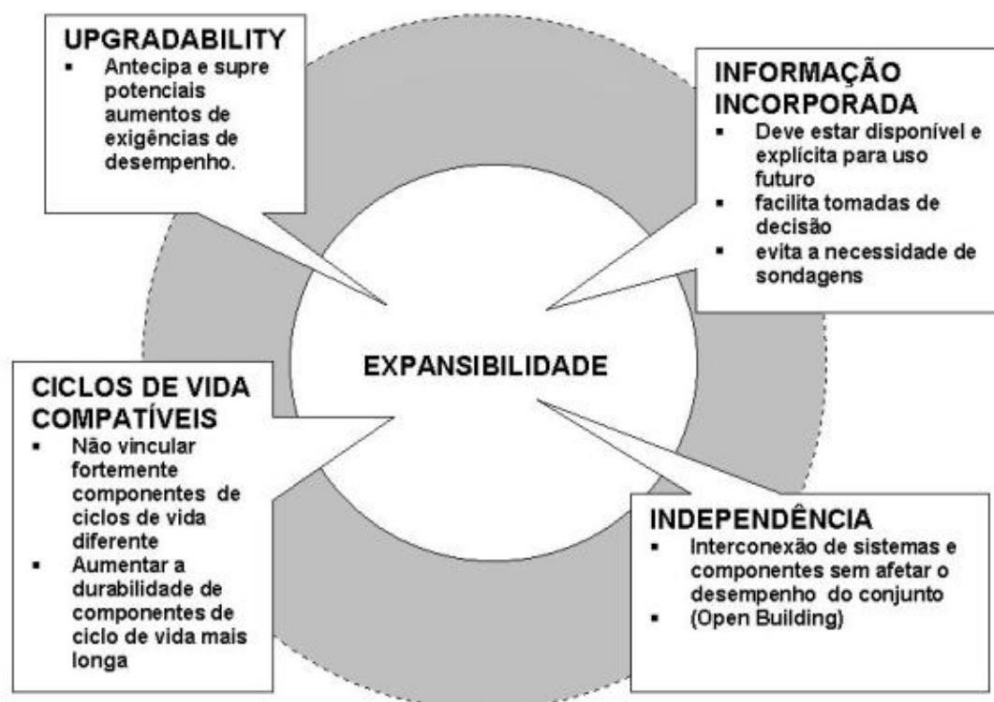 UPGRADABILITY
▪ Antecipa e supre
potenciais
aumentos de
exigências de
desempenho.
INFORMAÇÃO
INCORPORADA
▪ Deve estar disponível e
explícita para uso
futuro
▪ facilita tomadas de
decisão
▪ evita a necessidade de
sondagens
EXPANSIBILIDADE
CICLOS DE VIDA
COMPATÍVEIS
▪ Não vincular
fortemente
componentes de
ciclos de vida
diferente
▪ Aumentar a
durabilidade de
componentes de
ciclo de vida mais
longa
INDEPENDÊNCIA
▪ Interconexão de sistemas e
componentes sem afetar o
desempenho do conjunto
▪ (Open Building)